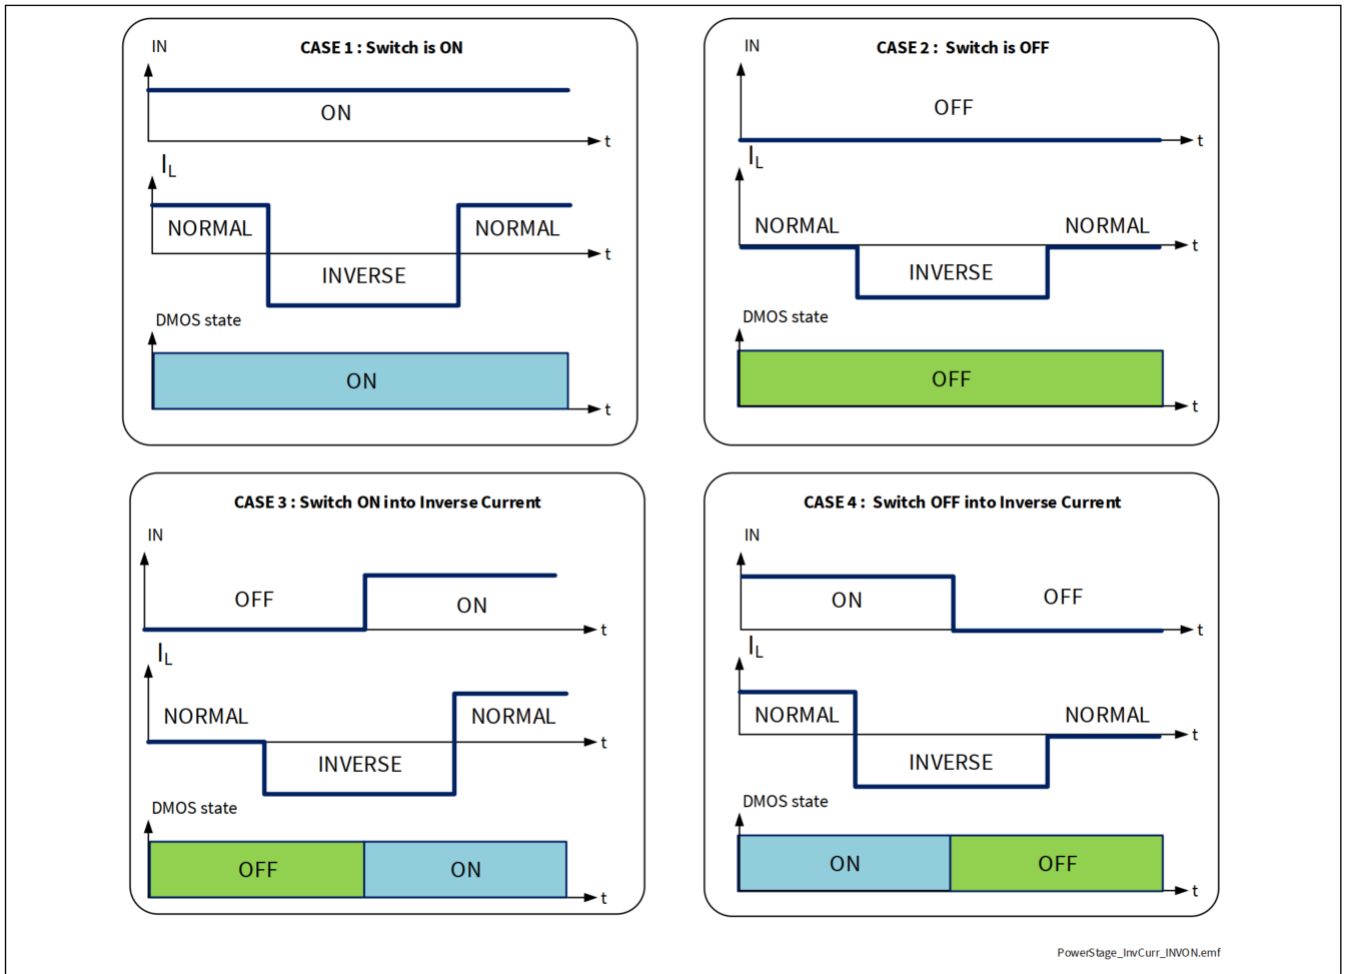 CASE 1 : Switch is ON
IN
ON
t
IL
NORMAL
NORMAL
t
INVERSE
DMOS state
ON
t
CASE 2 :  Switch is OFF
IN
OFF
t
IL
NORMAL
NORMAL
t
INVERSE
DMOS state
OFF
t
CASE 3 : Switch ON into Inverse Current
IN
OFF
ON
t
IL
NORMAL
NORMAL
t
INVERSE
DMOS state
OFF
ON
t
CASE 4 :  Switch OFF into Inverse Current
IN
ON
OFF
t
IL
NORMAL
NORMAL
t
INVERSE
DMOS state
ON
OFF
t
PowerStage_InvCurr_INVON.emf